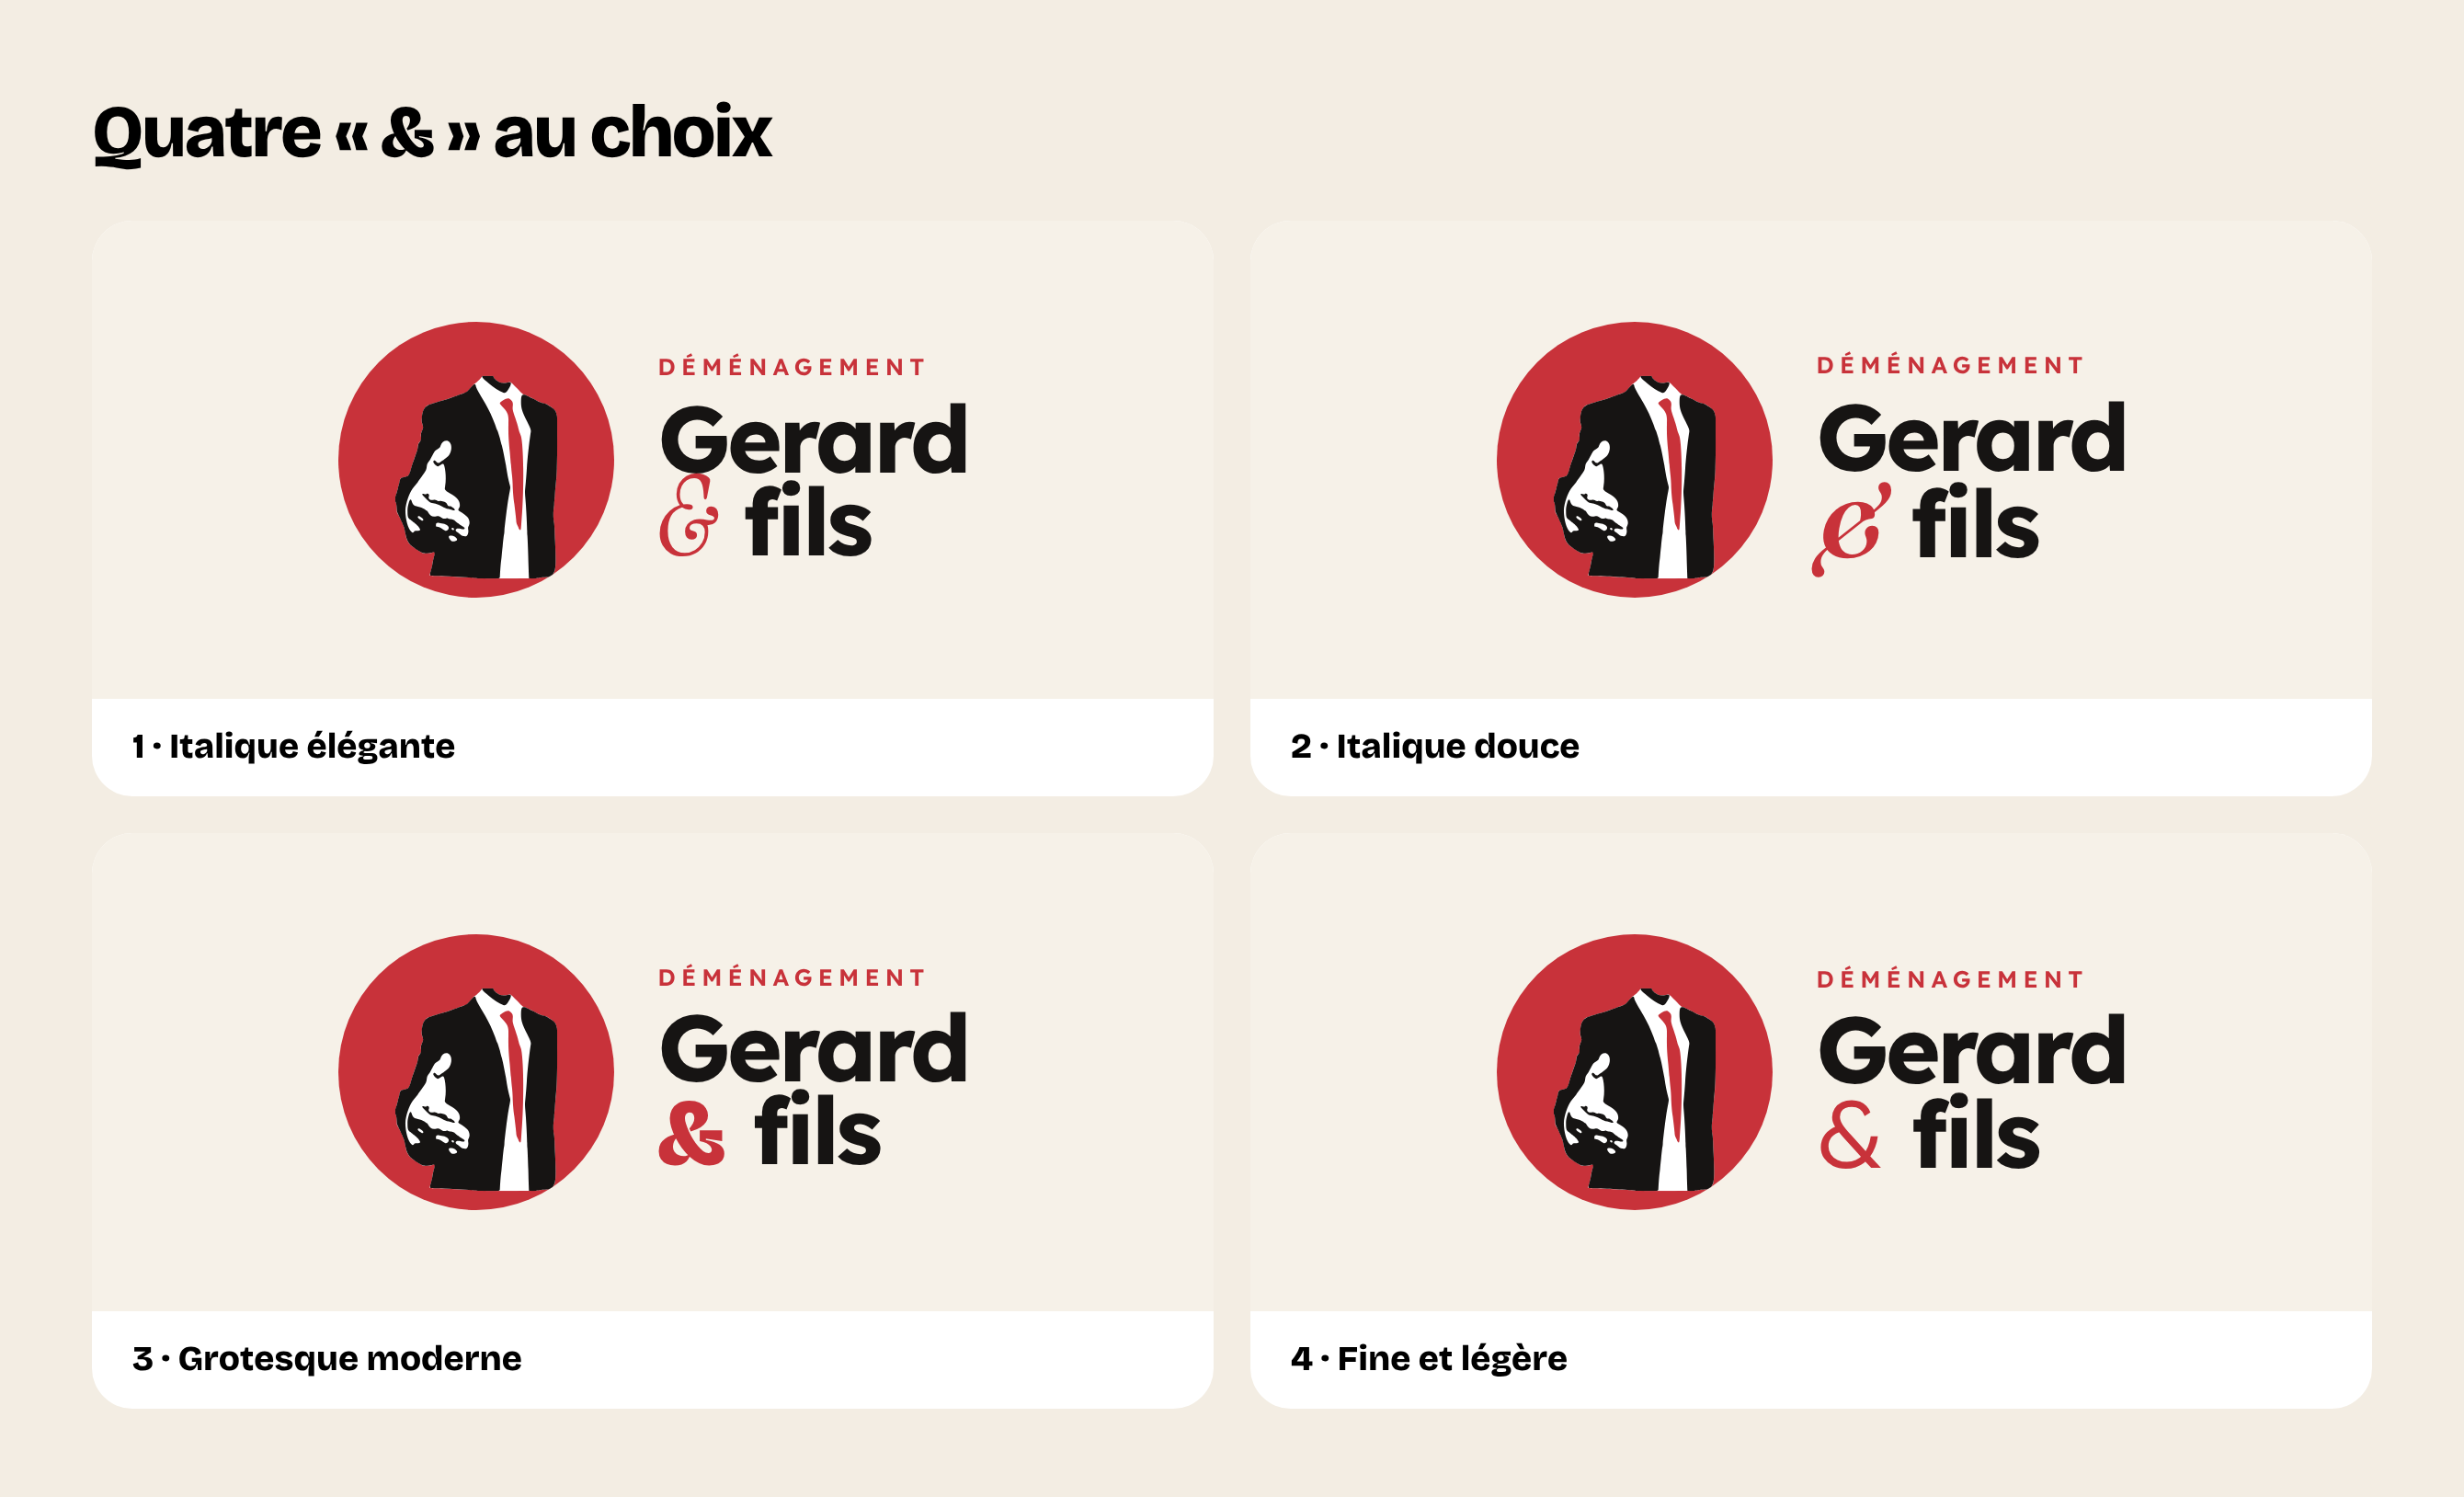 Quatre « & » au choix
DÉMÉNAGEMENT
Gerard
& fils
1 · Italique élégante
DÉMÉNAGEMENT
Gerard
& fils
2 · Italique douce
DÉMÉNAGEMENT
Gerard
& fils
3 · Grotesque moderne
DÉMÉNAGEMENT
Gerard
& fils
4 · Fine et légère